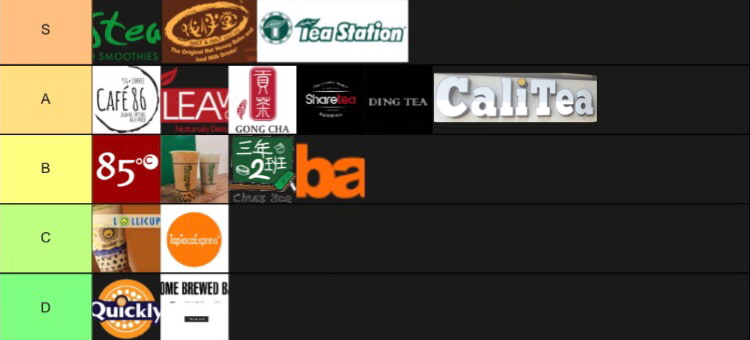 S
Stea
SMOOTHIES
The Original Hot Honey Boba and
Iced Milk Drinks!
Tea Station
A
TEA • COFFEE
CAFÉ 86
LEAV
Naturally Deli
貢茶
GONG CHA
Sharetea
DING TEA
CaliTea
B
85°C
三年
2班
Class 302
ba
C
LOLLICUP
TapiocaExpress
D
Quickly
OME BREWED B